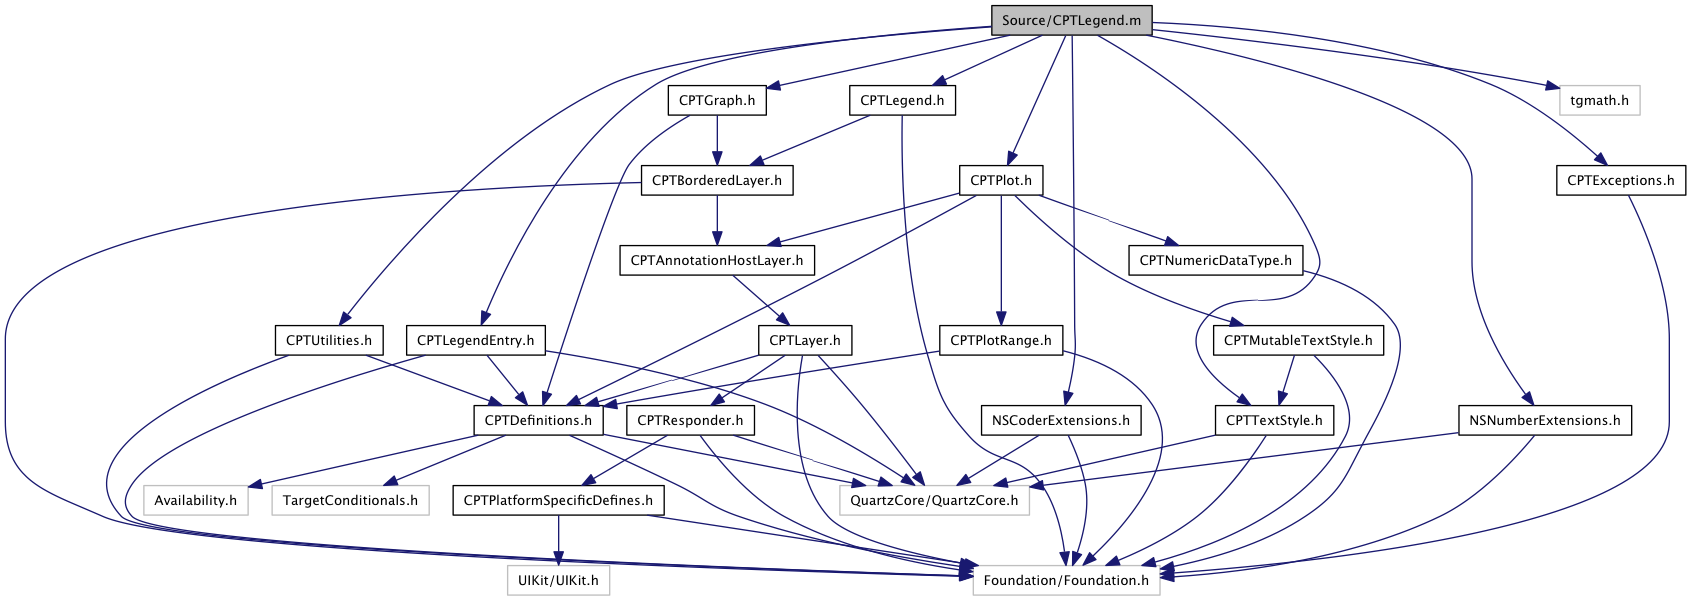 Source/CPTLegend.m
CPTGraph.h
CPTLegend.h
tgmath.h
CPTBorderedLayer.h
CPTPlot.h
CPTExceptions.h
CPTAnnotationHostLayer.h
CPTNumericDataType.h
CPTUtilities.h
CPTLegendEntry.h
CPTLayer.h
CPTPlotRange.h
CPTMutableTextStyle.h
CPTDefinitions.h
CPTResponder.h
NSCoderExtensions.h
CPTTextStyle.h
NSNumberExtensions.h
Availability.h
TargetConditionals.h
CPTPlatformSpecificDefines.h
QuartzCore/QuartzCore.h
UIKit/UIKit.h
Foundation/Foundation.h